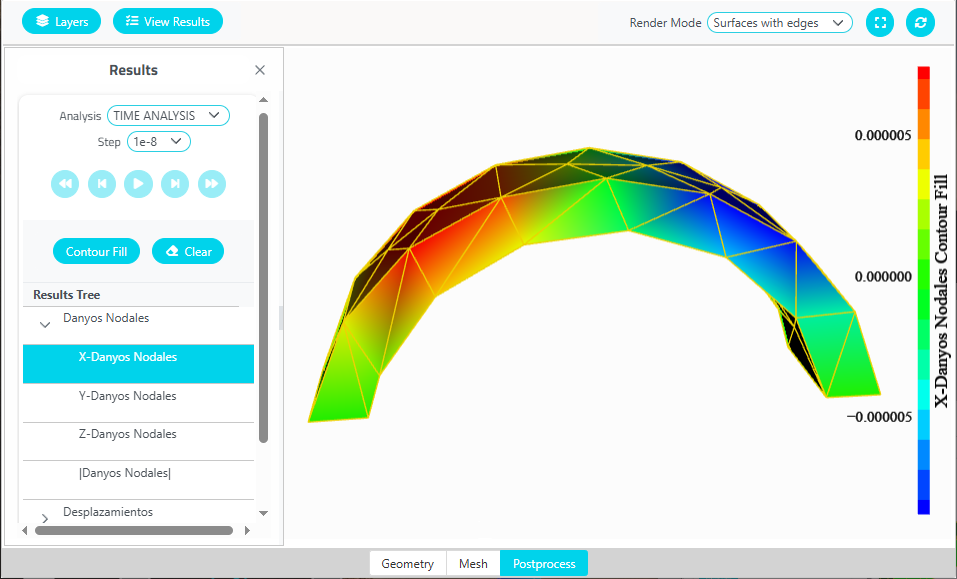 Layers
View Results
Render Mode
Surfaces with edges
Results
Analysis
TIME ANALYSIS
Step
1e-8
Contour Fill
Clear
Results Tree
Danyos Nodales
X-Danyos Nodales
Y-Danyos Nodales
Z-Danyos Nodales
|Danyos Nodales|
Desplazamientos
0.000005
0.000000
−0.000005
X-Danyos Nodales Contour Fill
Geometry
Mesh
Postprocess